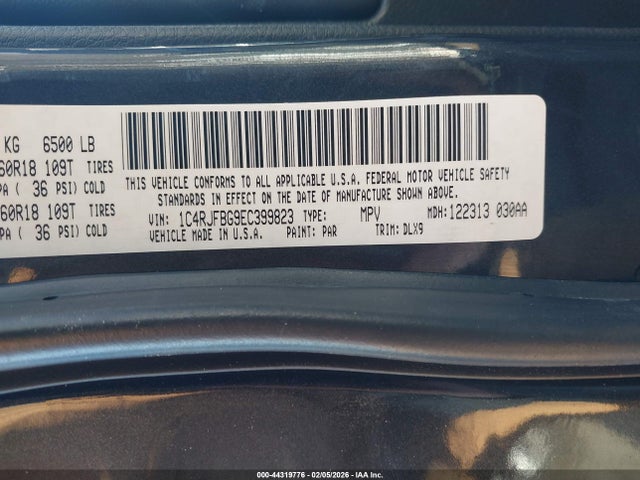 KG 6500 LB
60R18 109T TIRES
PA ( 36 PSI) COLD
60R18 109T TIRES
PA ( 36 PSI) COLD
THIS VEHICLE CONFORMS TO ALL APPLICABLE U.S.A. FEDERAL MOTOR VEHICLE SAFETY
STANDARDS IN EFFECT ON THE DATE OF MANUFACTURE SHOWN ABOVE.
VIN: 1C4RJFBG9EC399823 TYPE: MPV MDH: 122313 030AA
VEHICLE MADE IN U.S.A. PAINT: PAR TRIM: DLX9
000-44319776 - 02/05/2026 - IAA Inc.